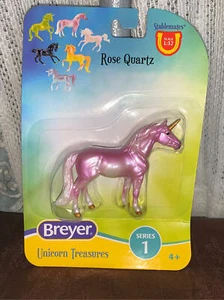 Stablemates
1:32
Rose Quartz
Breyer
Unicorn Treasures
SERIES
1
4+